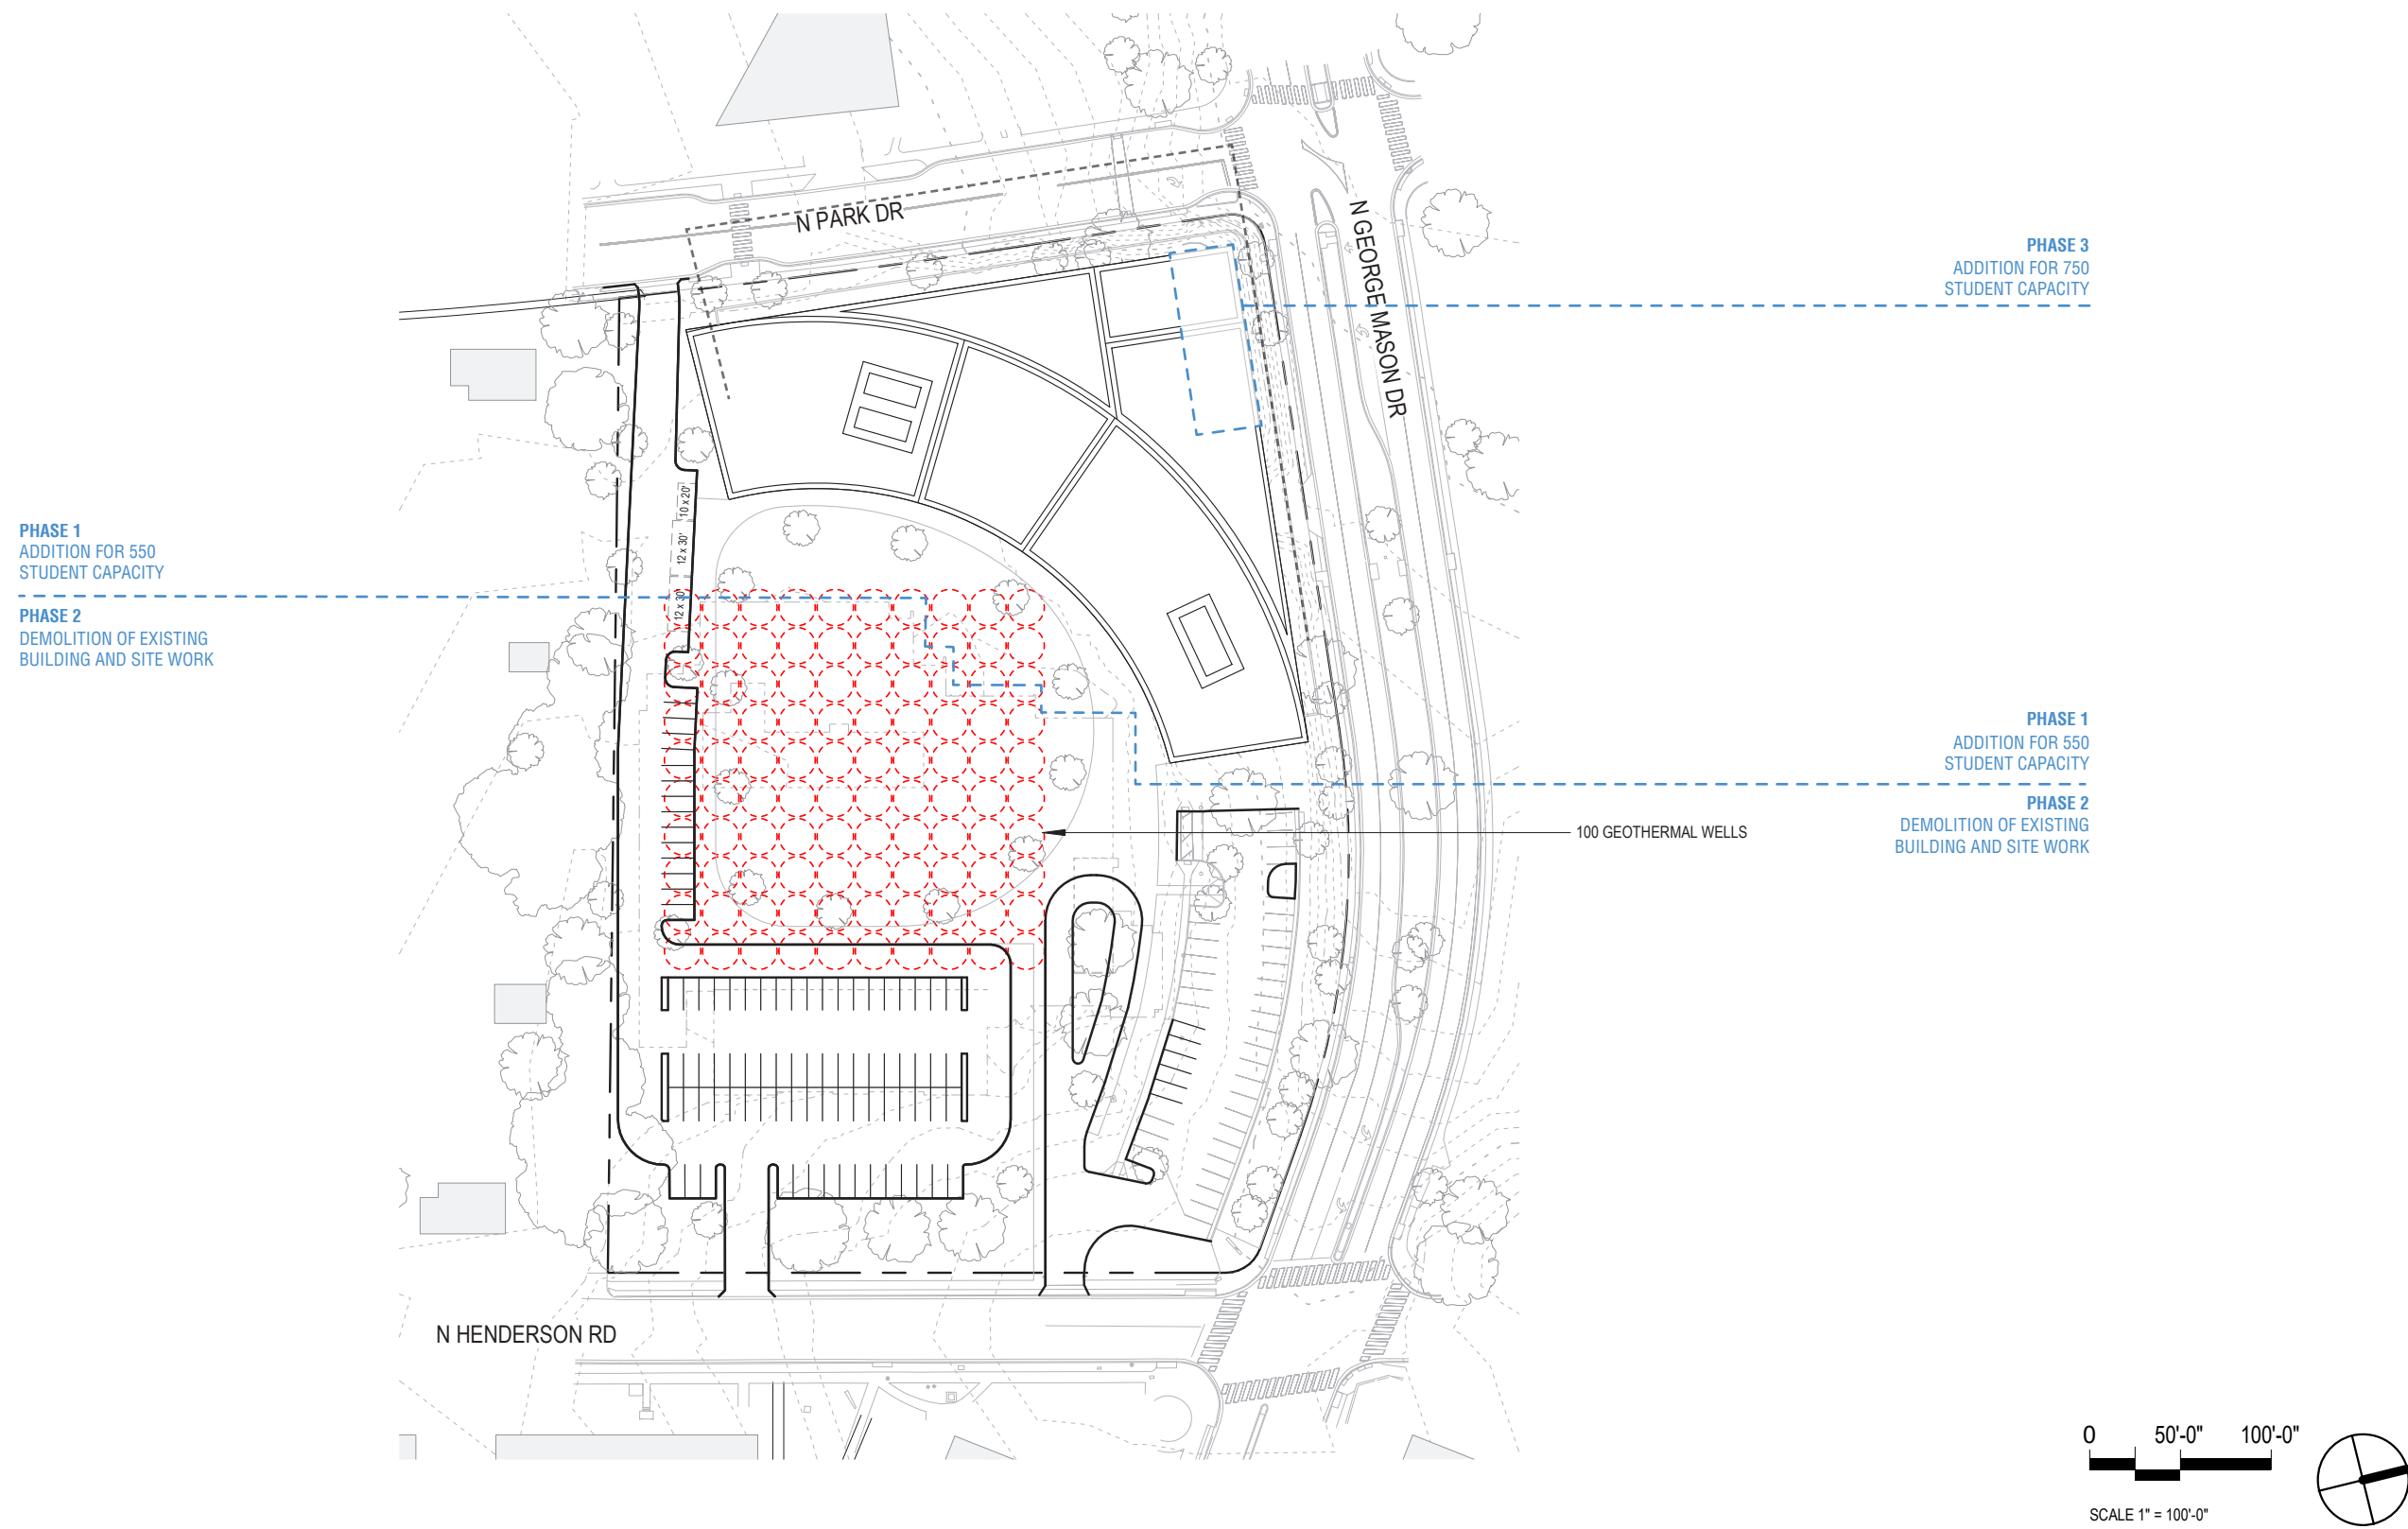 N PARK DR
N GEORGE MASON DR
PHASE 3
ADDITION FOR 750
STUDENT CAPACITY
10 x 20'
12 x 30'
12 x 30'
PHASE 1
ADDITION FOR 550
STUDENT CAPACITY
PHASE 2
DEMOLITION OF EXISTING
BUILDING AND SITE WORK
PHASE 1
ADDITION FOR 550
STUDENT CAPACITY
PHASE 2
DEMOLITION OF EXISTING
BUILDING AND SITE WORK
100 GEOTHERMAL WELLS
N HENDERSON RD
0 50'-0" 100'-0"
SCALE 1" = 100'-0"